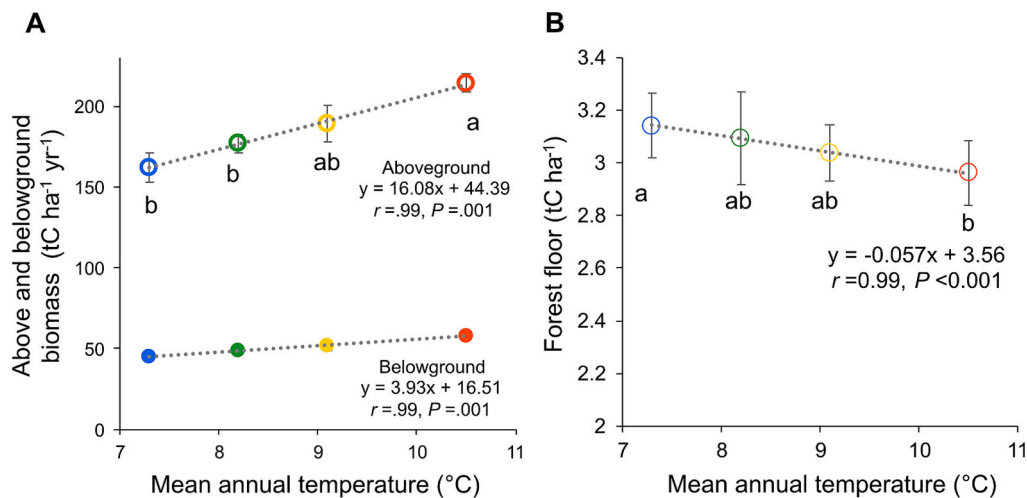 A
Above and belowground
biomass (tC ha-1 yr-1)
200
150
100
50
0
7
8
9
10
11
Mean annual temperature (°C)
b
b
ab
a
Aboveground
y = 16.08x + 44.39
r =.99, P =.001
Belowground
y = 3.93x + 16.51
r =.99, P =.001
B
Forest floor (tC ha-1)
3.4
3.2
3
2.8
2.6
2.4
2.2
2
7
8
9
10
11
Mean annual temperature (°C)
a
ab
ab
b
y = -0.057x + 3.56
r =0.99, P <0.001